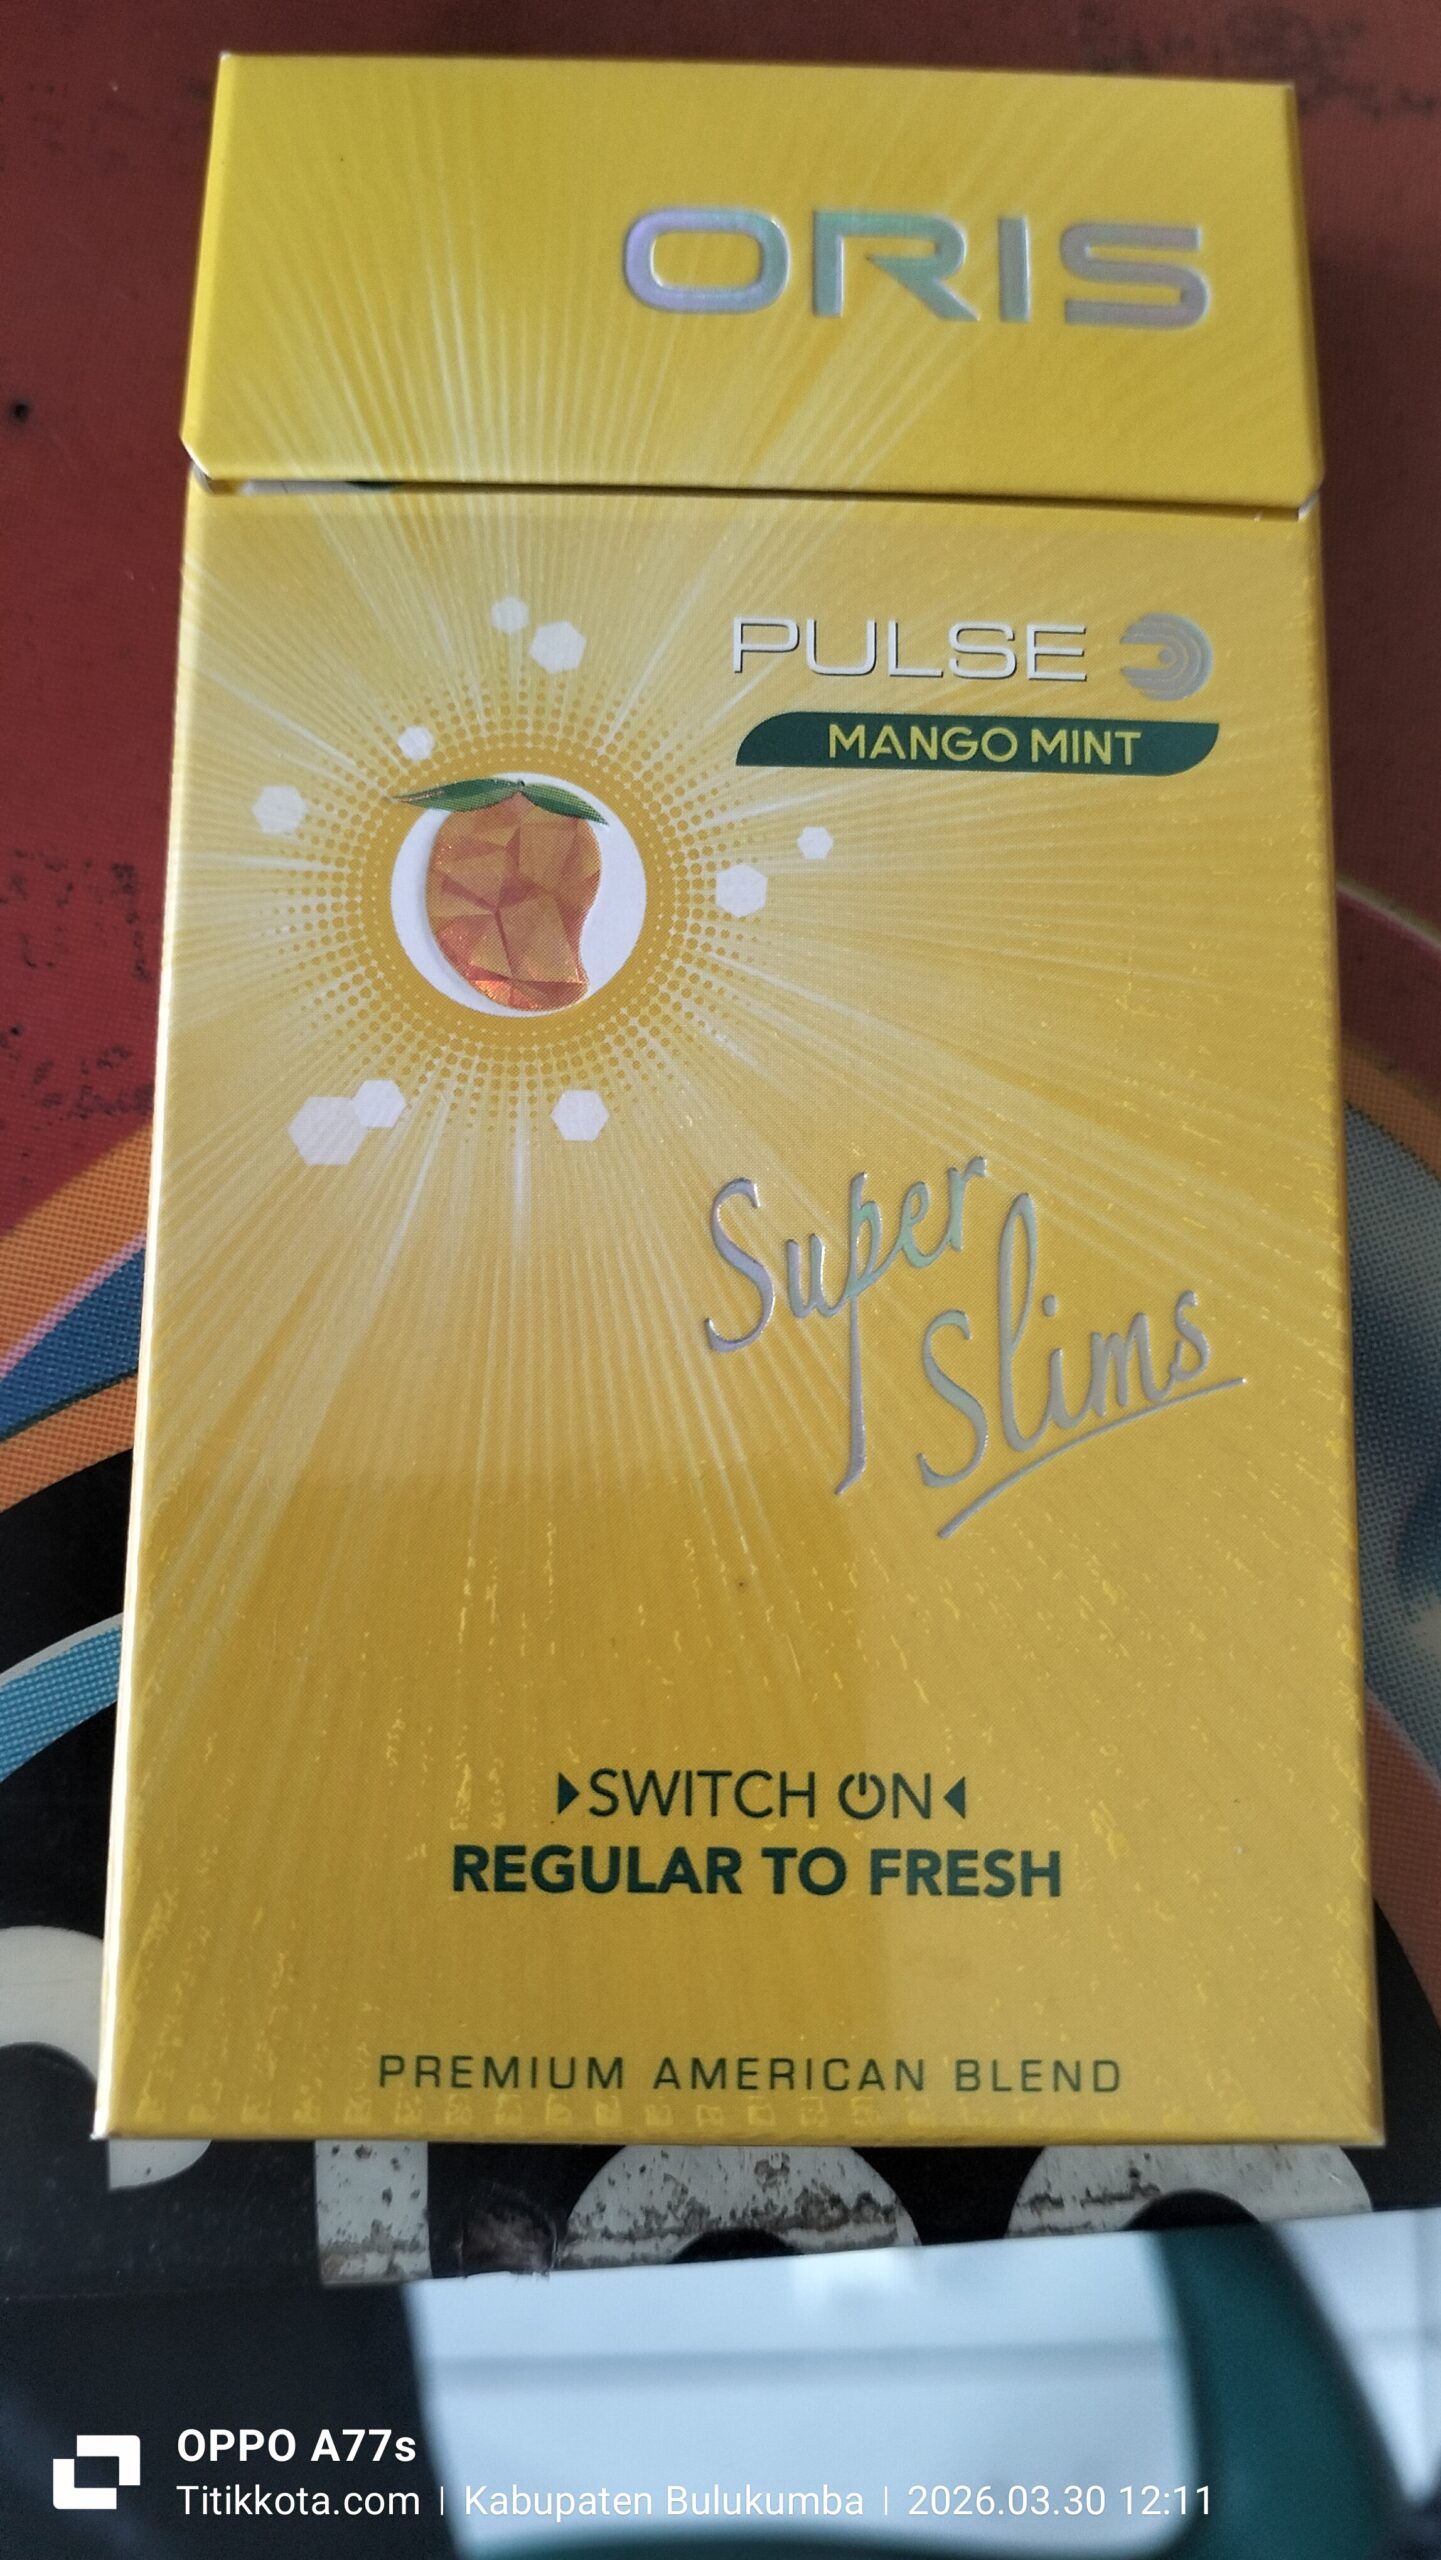 ORIS
PULSE
MANGO MINT
Super
Slims
SWITCH ON
REGULAR TO FRESH
PREMIUM AMERICAN BLEND
OPPO A77s
Titikkota.com | Kabupaten Bulukumba | 2026.03.30 12:11